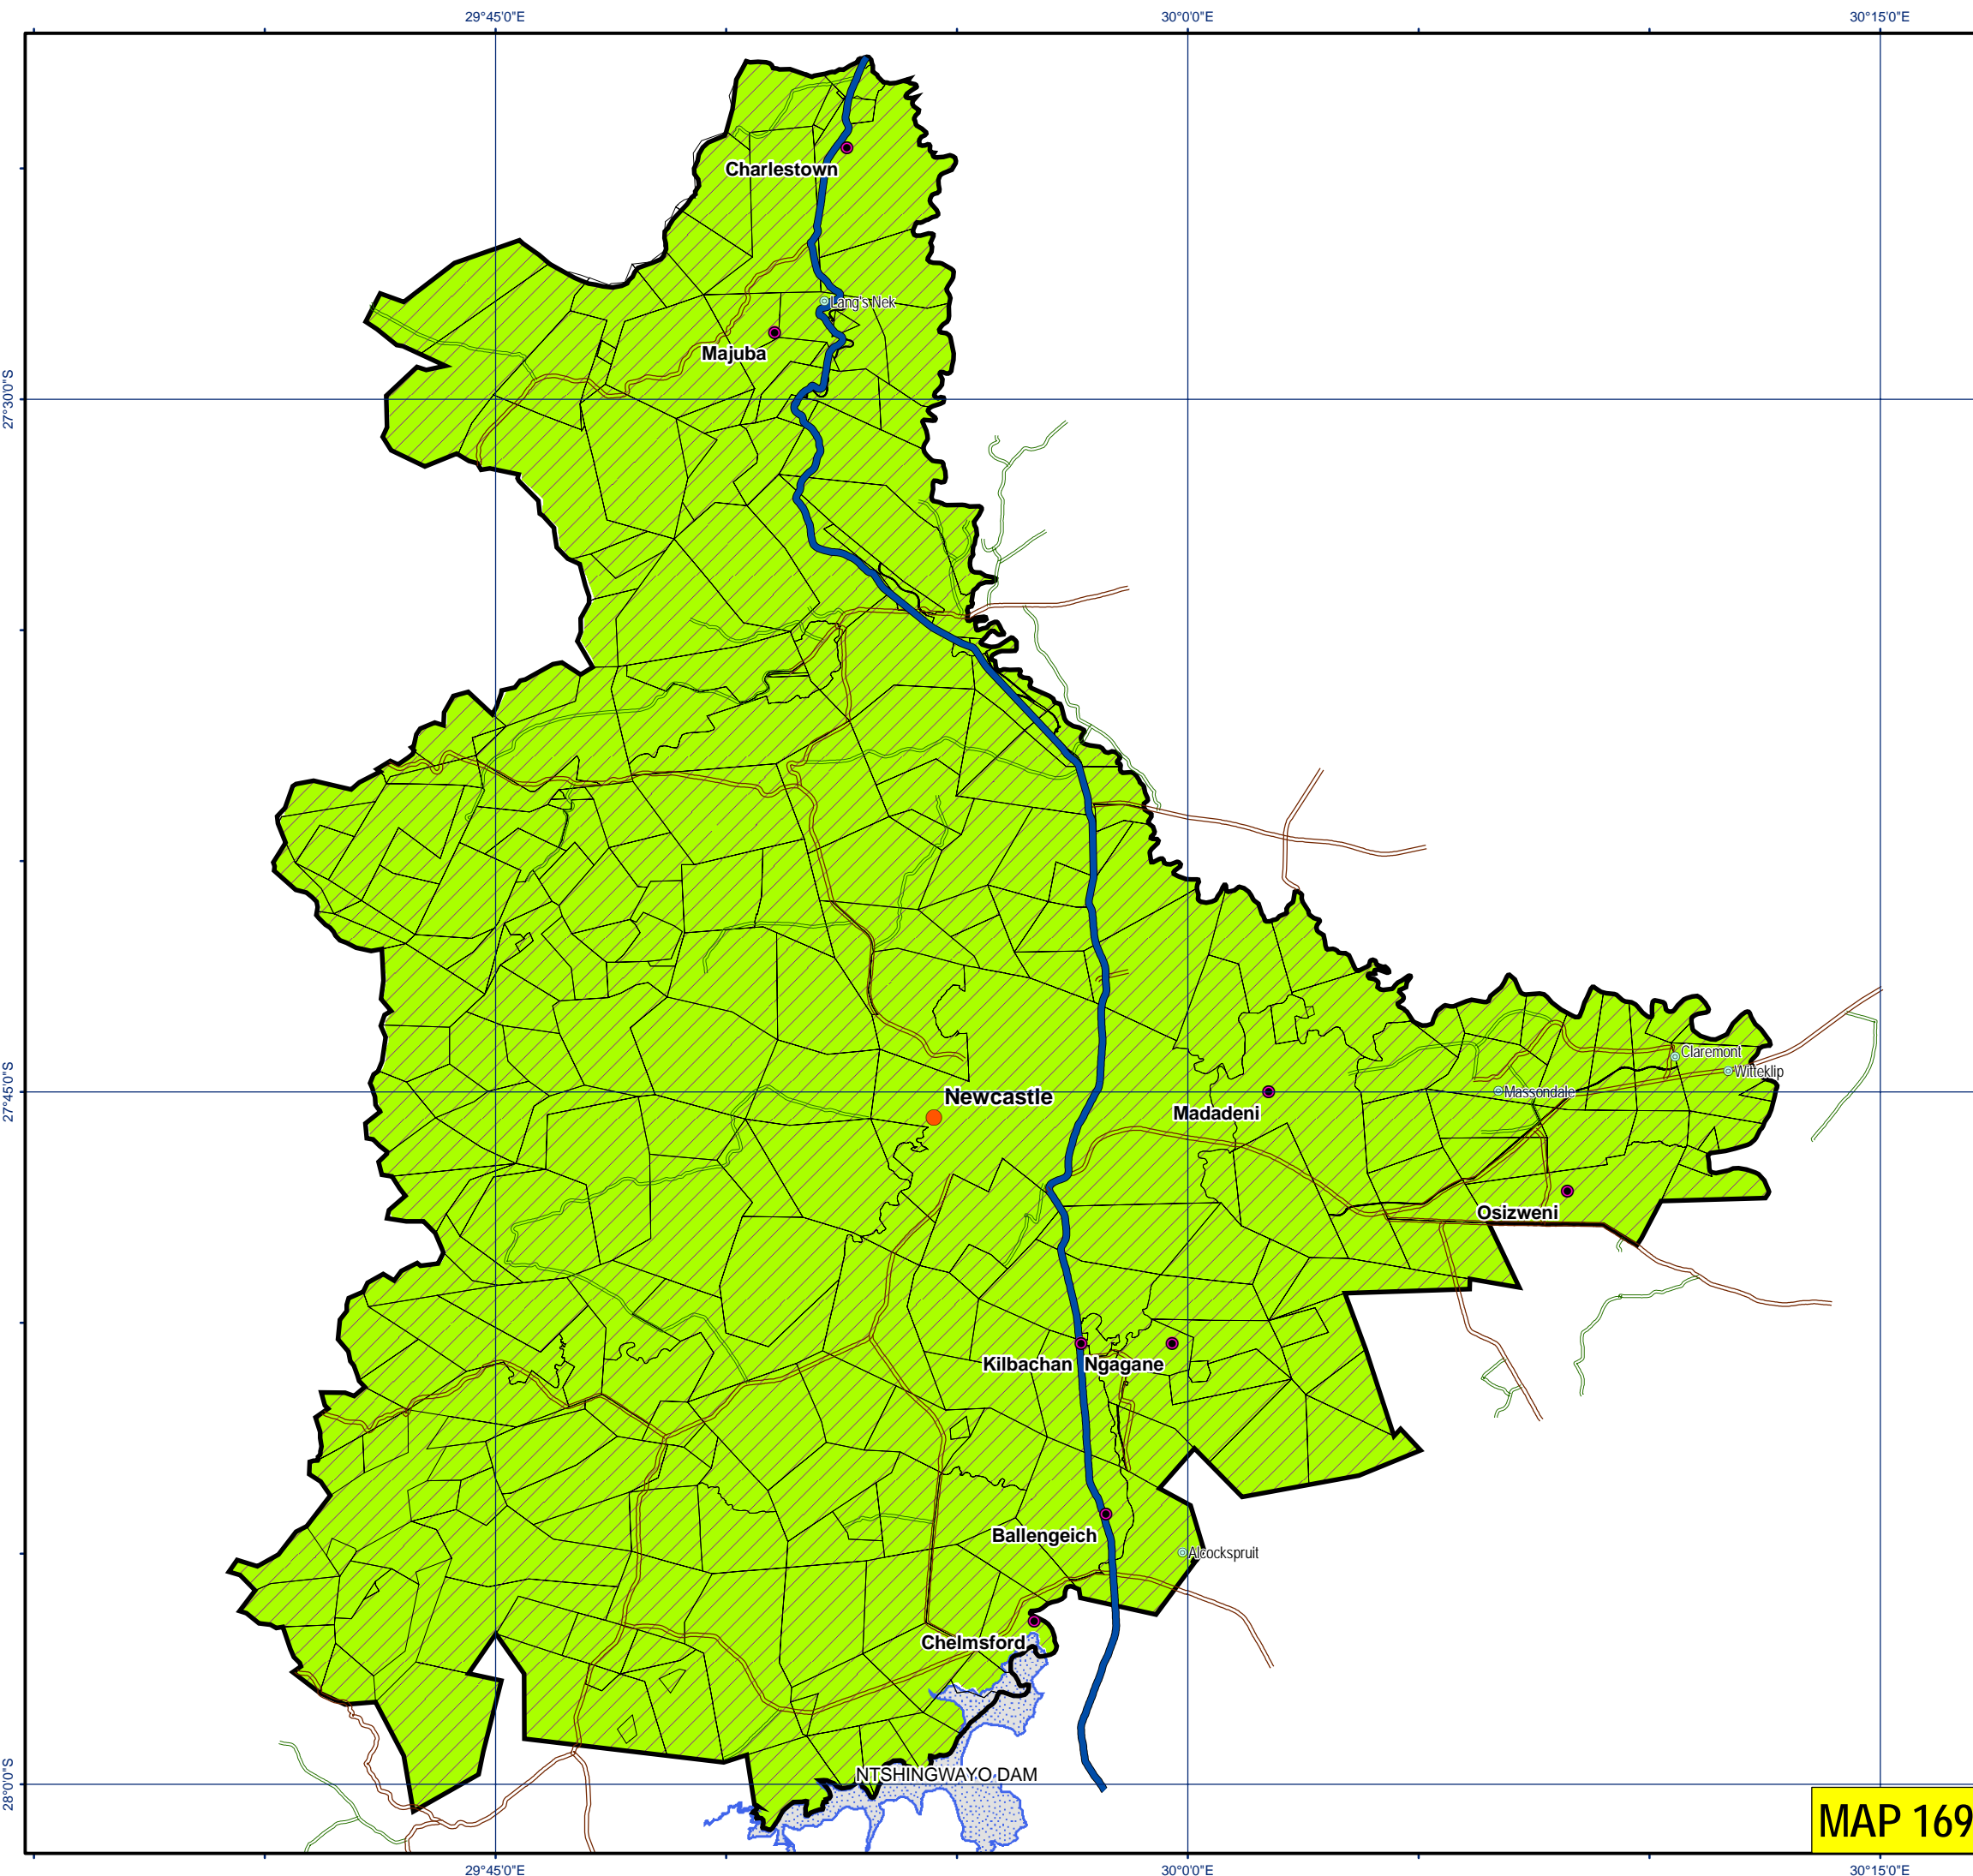 29°45'0"E
30°0'0"E
30°15'0"E
Charlestown
Lang's Nek
Majuba
27°30'0"S
27°45'0"S
Claremont
Witteklip
Massondale
Newcastle
Madadeni
Osizweni
Kilbachan
Ngagane
Ballengeich
Alcockspruit
Chelmsford
NTSHINGWAYO DAM
28°0'0"S
MAP 169
29°45'0"E
30°0'0"E
30°15'0"E